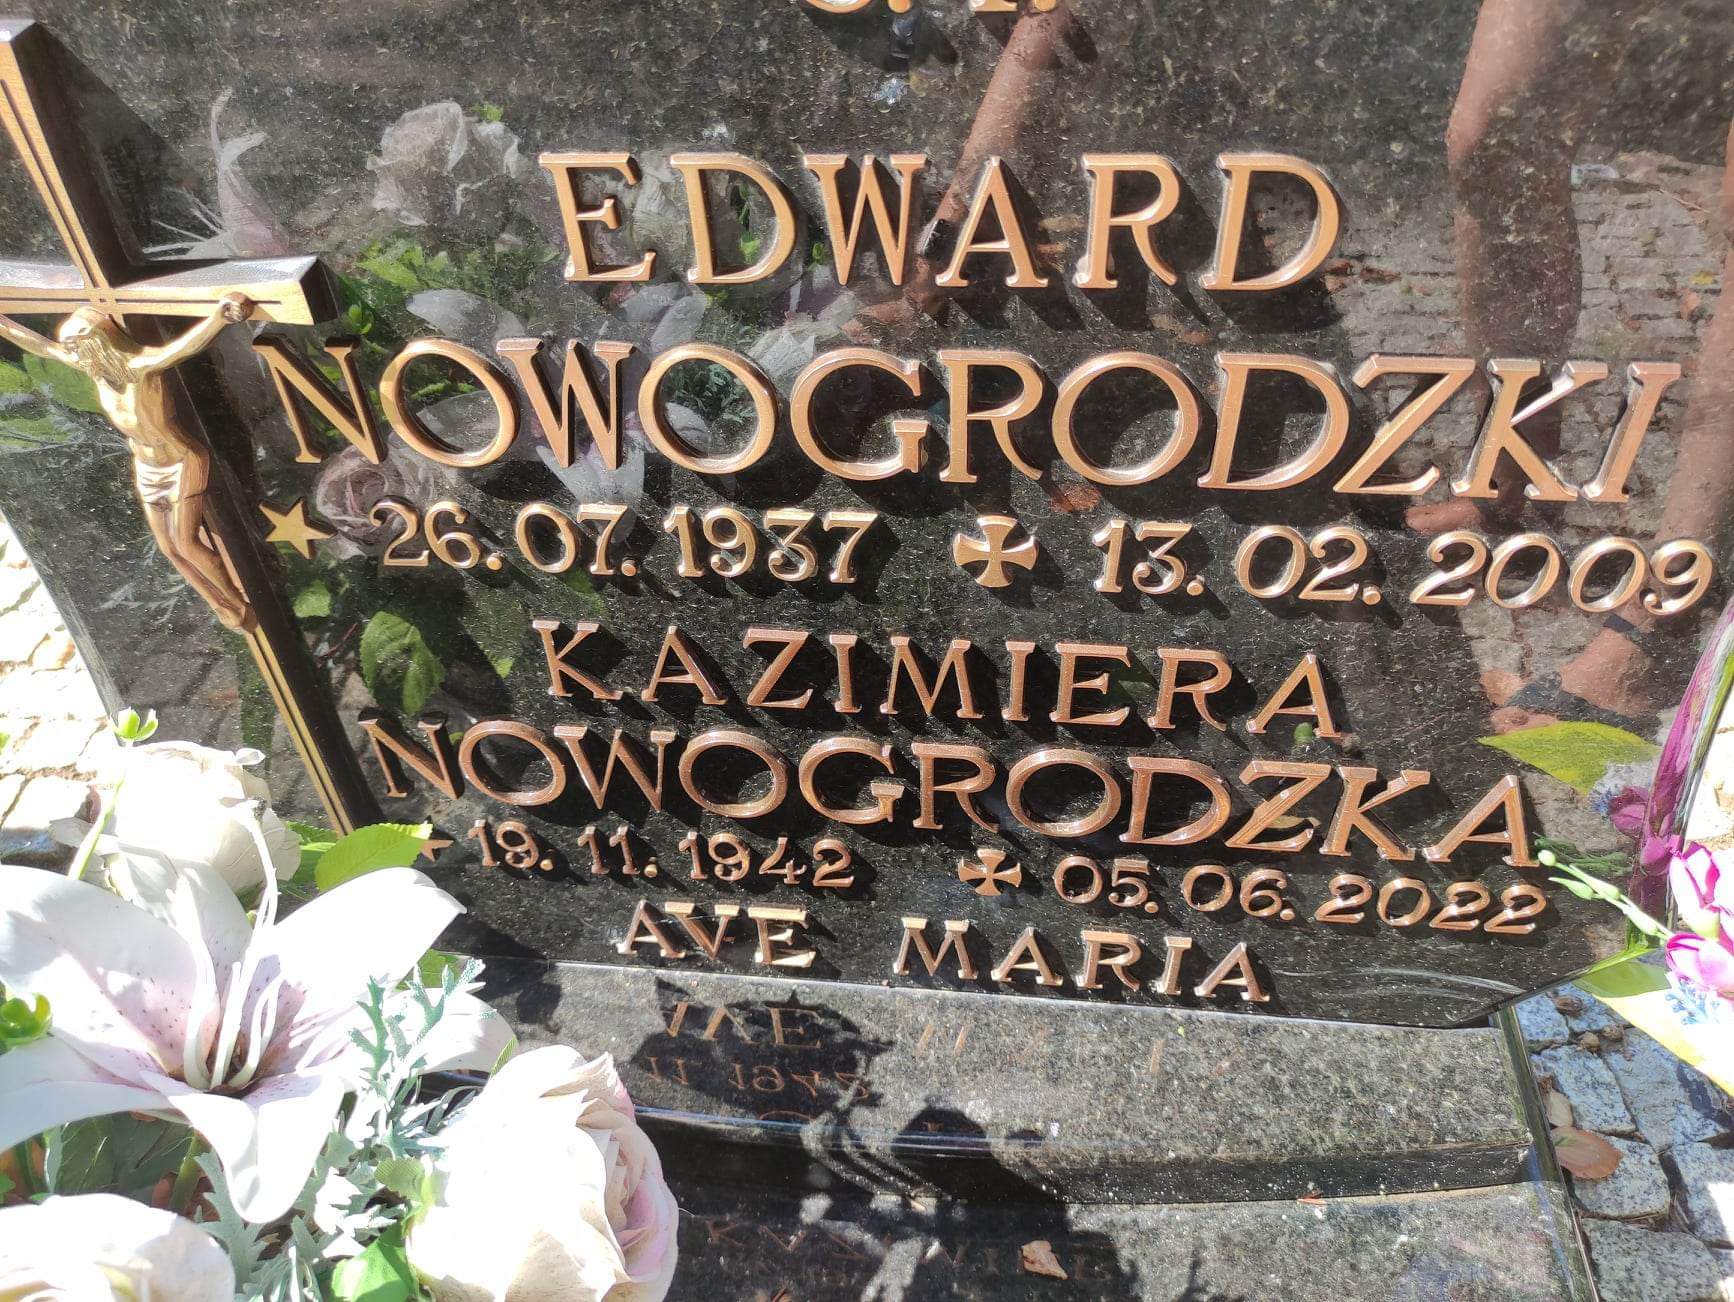 EDWARD
NOWOGRODZKI
26.07.1937 13.02.2009
KAZIMIERA
NOWOGRODZKA
19.11.1942 05.06.2022
AVE MARIA